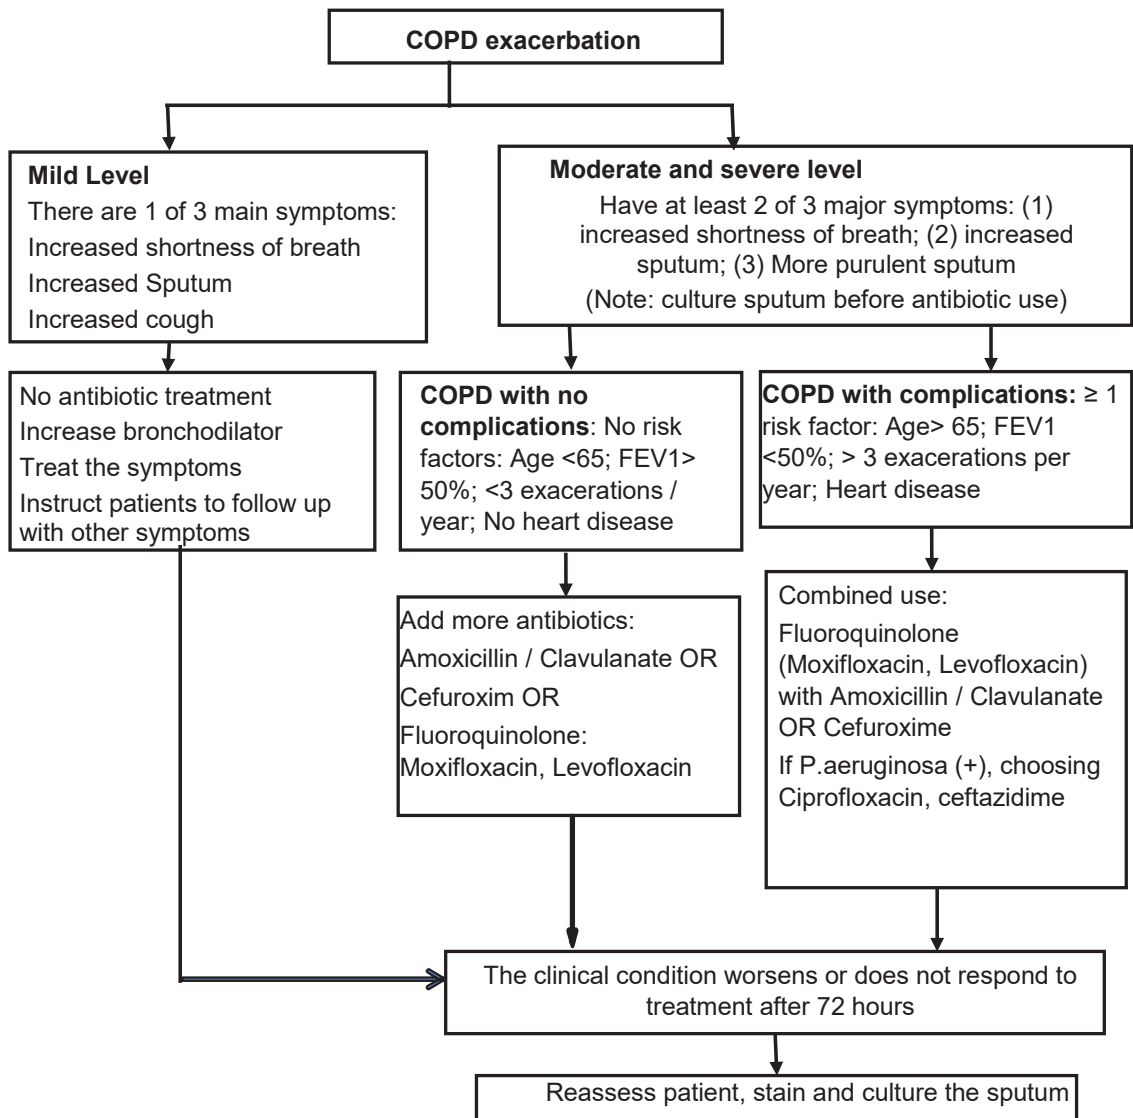 COPD exacerbation
Mild Level
There are 1 of 3 main symptoms:
Increased shortness of breath
Increased Sputum
Increased cough
Moderate and severe level
Have at least 2 of 3 major symptoms: (1)
increased shortness of breath; (2) increased
sputum; (3) More purulent sputum
(Note: culture sputum before antibiotic use)
No antibiotic treatment
Increase bronchodilator
Treat the symptoms
Instruct patients to follow up
with other symptoms
COPD with no
complications: No risk
factors: Age <65; FEV1>
50%; <3 exacerations /
year; No heart disease
COPD with complications: ≥ 1
risk factor: Age> 65; FEV1
<50%; > 3 exacerations per
year; Heart disease
Add more antibiotics:
Amoxicillin / Clavulanate OR
Cefuroxim OR
Fluoroquinolone:
Moxifloxacin, Levofloxacin
Combined use:
Fluoroquinolone
(Moxifloxacin, Levofloxacin)
with Amoxicillin / Clavulanate
OR Cefuroxime
If P.aeruginosa (+), choosing
Ciprofloxacin, ceftazidime
The clinical condition worsens or does not respond to
treatment after 72 hours
Reassess patient, stain and culture the sputum